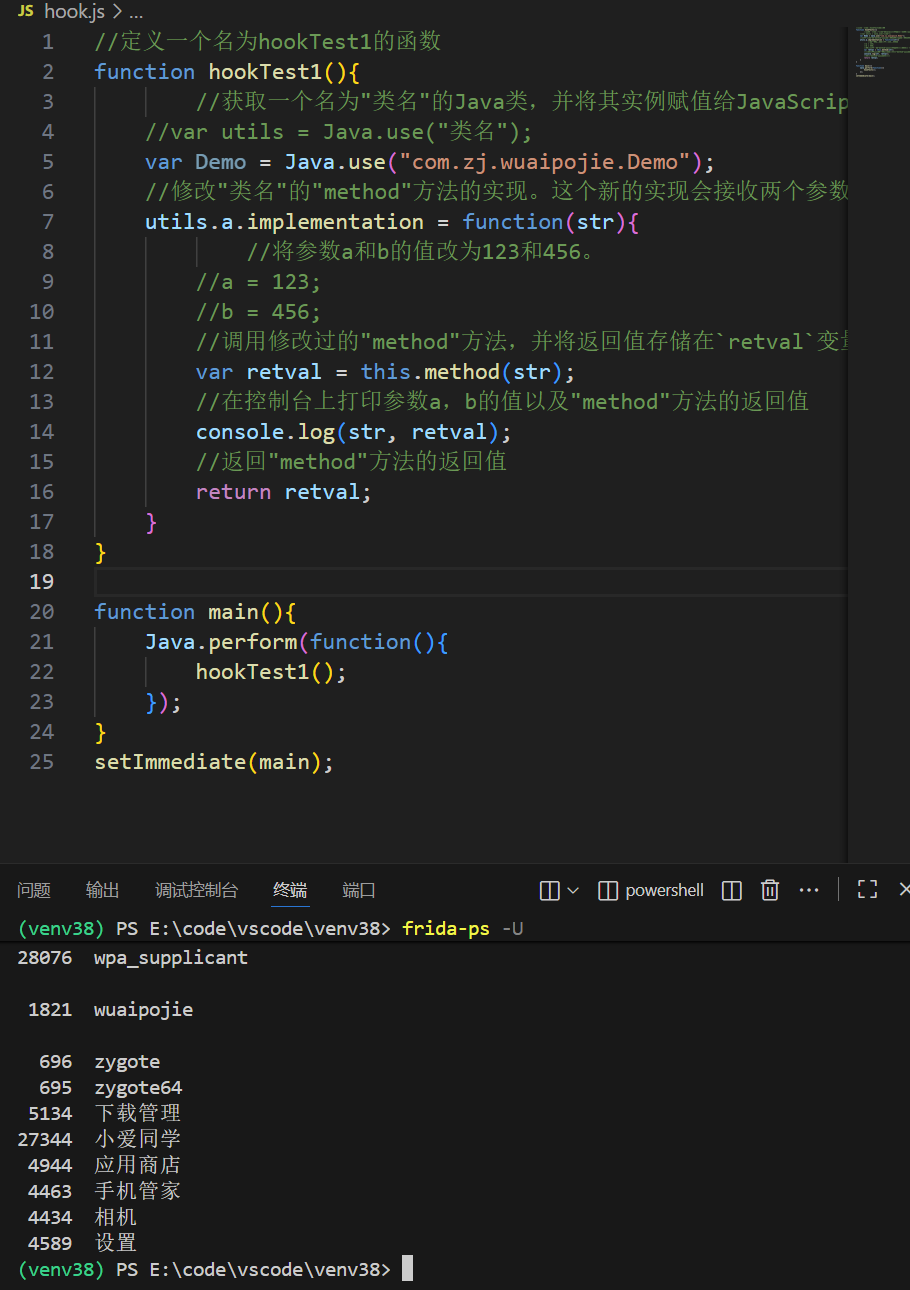 JS hook.js > ...
1 //定义一个名为hookTest1的函数
2 function hookTest1(){
3 //获取一个名为"类名"的Java类，并将其实例赋值给JavaScrip
4 //var utils = Java.use("类名");
5 var Demo = Java.use("com.zj.wuaipojie.Demo");
6 //修改"类名"的"method"方法的实现。这个新的实现会接收两个参数
7 utils.a.implementation = function(str){
8 //将参数a和b的值改为123和456。
9 //a = 123;
10 //b = 456;
11 //调用修改过的"method"方法，并将返回值存储在`retval`变量
12 var retval = this.method(str);
13 //在控制台上打印参数a，b的值以及"method"方法的返回值
14 console.log(str, retval);
15 //返回"method"方法的返回值
16 return retval;
17 }
18 }
19
20 function main(){
21 Java.perform(function(){
22 hookTest1();
23 });
24 }
25 setImmediate(main);
问题 输出 调试控制台 终端 端口 powershell
(venv38) PS E:\code\vscode\venv38> frida-ps -U
28076 wpa_supplicant
1821 wuaipojie
696 zygote
695 zygote64
5134 下载管理
27344 小爱同学
4944 应用商店
4463 手机管家
4434 相机
4589 设置
(venv38) PS E:\code\vscode\venv38>